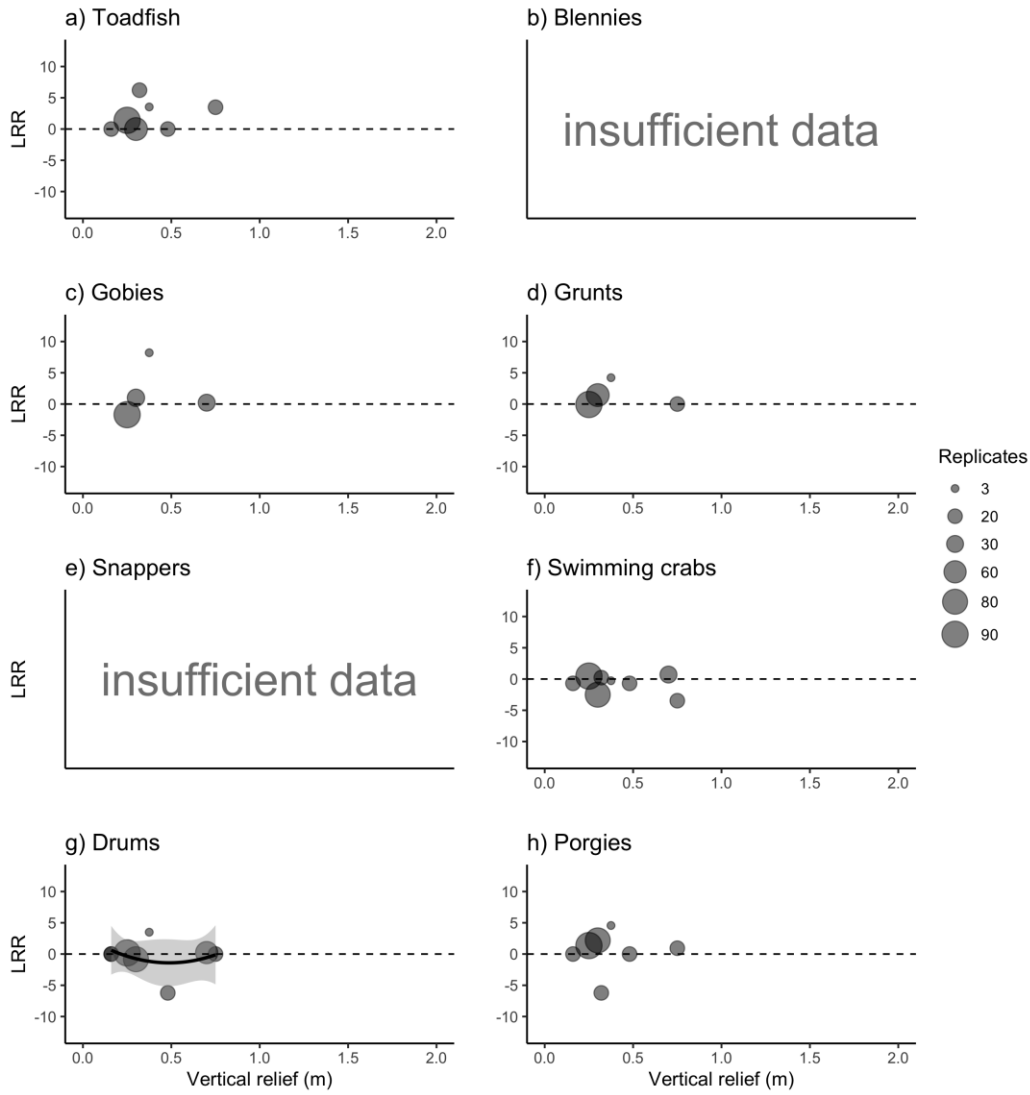 a) Toadfish
b) Blennies
LRR
10
5
0
-5
-10
0.0 0.5 1.0 1.5 2.0
insufficient data
c) Gobies
d) Grunts
LRR
10
5
0
-5
-10
0.0 0.5 1.0 1.5 2.0
10
5
0
-5
-10
0.0 0.5 1.0 1.5 2.0
Replicates
3
20
30
60
80
90
e) Snappers
f) Swimming crabs
LRR
insufficient data
10
5
0
-5
-10
0.0 0.5 1.0 1.5 2.0
g) Drums
h) Porgies
LRR
10
5
0
-5
-10
0.0 0.5 1.0 1.5 2.0
Vertical relief (m)
10
5
0
-5
-10
0.0 0.5 1.0 1.5 2.0
Vertical relief (m)